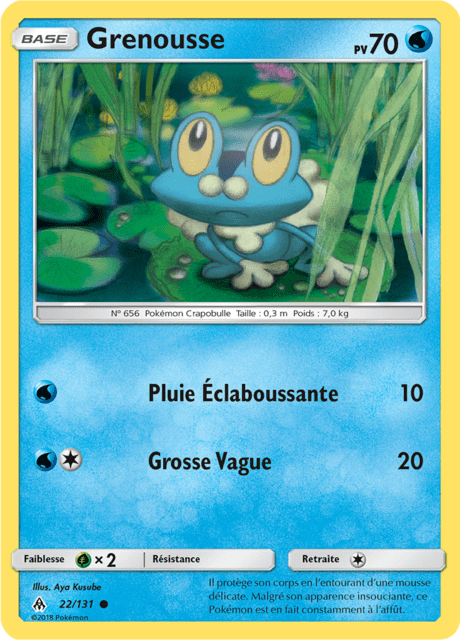 BASE Grenousse PV70
N° 656 Pokémon Crapobulle Taille : 0,3 m Poids : 7,0 kg
Pluie Éclaboussante 10
Grosse Vague 20
Faiblesse ×2 Résistance Retraite
Illus. Aya Kusube
22/131
©2018 Pokémon
Il protège son corps en l'entourant d'une mousse
délicate. Malgré son apparence insouciante, ce
Pokémon est en fait constamment à l'affût.